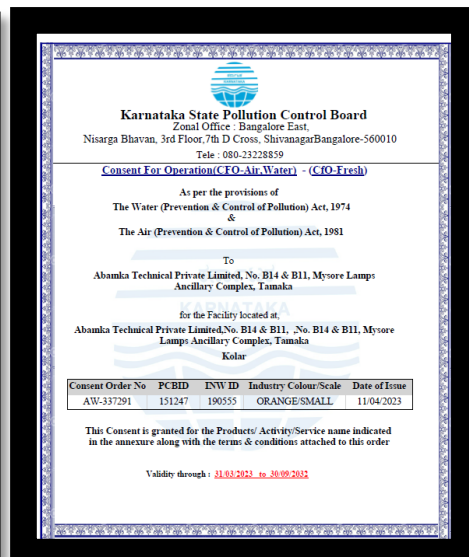 Karnataka State Pollution Control Board
Zonal Office : Bangalore East,
Nisarga Bhavan, 3rd Floor,7th D Cross, ShivanagarBangalore-560010
Tele : 080-23228859
Consent For Operation(CFO-Air,Water) - (CfO-Fresh)
As per the provisions of
The Water (Prevention & Control of Pollution) Act, 1974
&
The Air (Prevention & Control of Pollution) Act, 1981
To
Abamka Technical Private Limited, No. B14 & B11, Mysore Lamps
Ancillary Complex, Tamaka
KARNATAKA
for the Facility located at,
Abamka Technical Private Limited,No. B14 & B11, ,No. B14 & B11, Mysore
Lamps Ancillary Complex, Tamaka
Kolar
Consent Order No PCBID INW ID Industry Colour/Scale Date of Issue
AW-337291 151247 190555 ORANGE/SMALL 11/04/2023
This Consent is granted for the Products/ Activity/Service name indicated
in the annexure along with the terms & conditions attached to this order
Validity through : 31/03/2023 to 30/09/2032